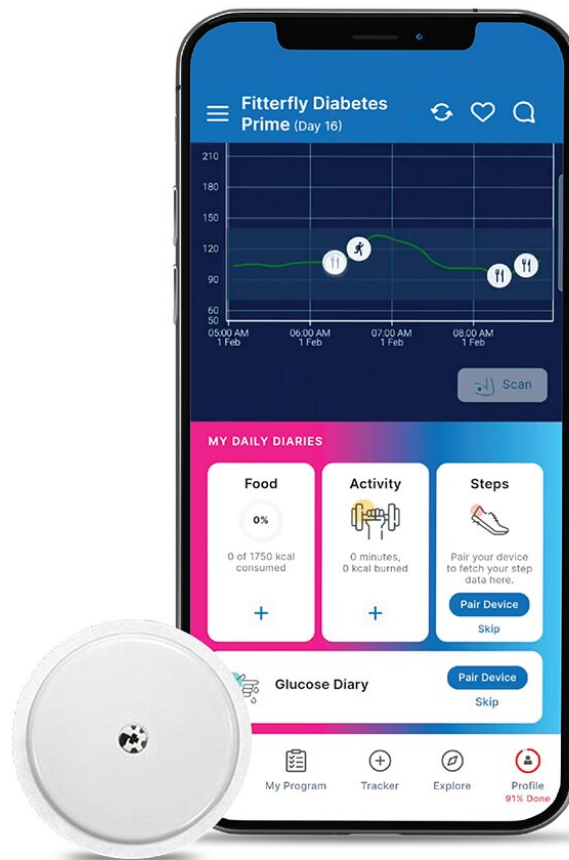 Fitterfly Diabetes
Prime (Day 16)
210
180
150
120
90
60
50
05:00 AM
1 Feb
06:00 AM
1 Feb
07:00 AM
1 Feb
08:00 AM
1 Feb
Scan
MY DAILY DIARIES
Food
0%
0 of 1750 kcal
consumed
+
Activity
0 minutes,
0 kcal burned
+
Steps
Pair your device
to fetch your step
data here.
Pair Device
Skip
Glucose Diary
Pair Device
Skip
My Program
Tracker
Explore
Profile
91% Done